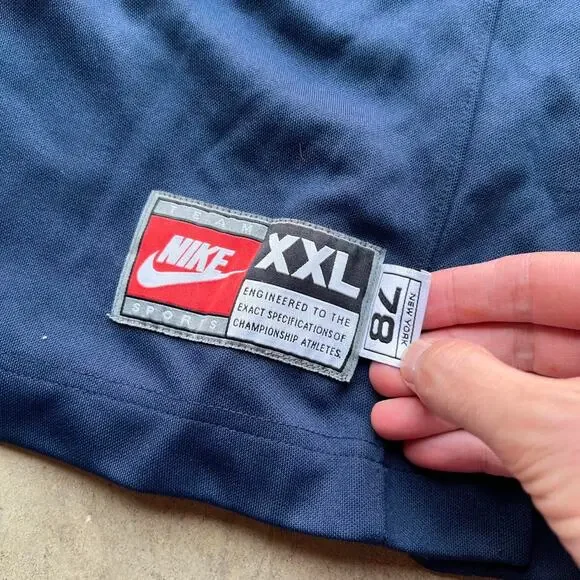 TEAM
NIKE
SPORTS
XXL
ENGINEERED TO THE
EXACT SPECIFICATIONS OF
CHAMPIONSHIP ATHLETES.
NEW YORK
78